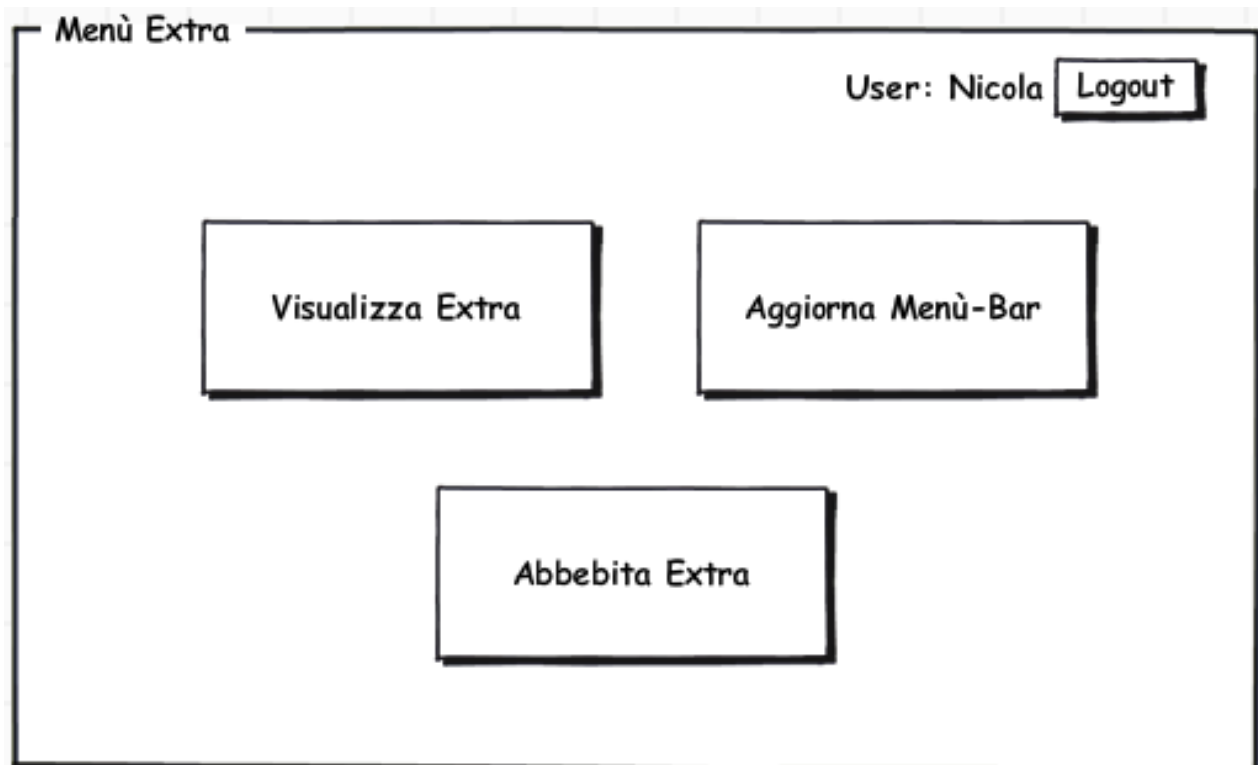 Menù Extra
User: Nicola Logout
Visualizza Extra
Aggiorna Menù-Bar
Abbebita Extra